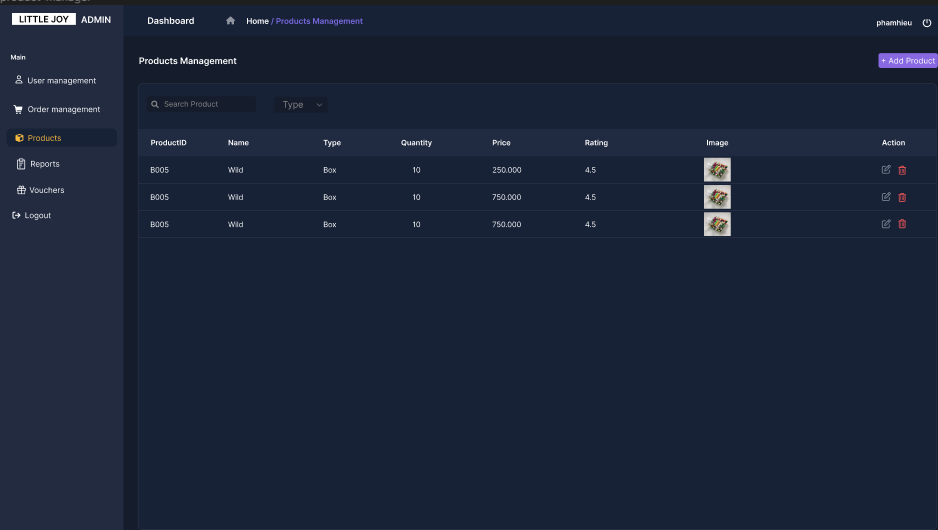 LITTLE JOY ADMIN
Dashboard
Home / Products Management
phamhieu
Main
User management
Order management
Products
Reports
Vouchers
Logout
Products Management
+ Add Product
Search Product
Type
ProductID Name Type Quantity Price Rating Image Action
B005 Wild Box 10 250.000 4.5
B005 Wild Box 10 750.000 4.5
B005 Wild Box 10 750.000 4.5